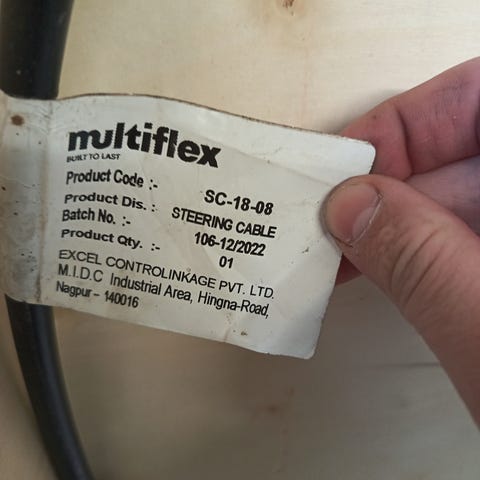 multiflex
BUILT TO LAST
Product Code :- SC-18-08
Product Dis. : STEERING CABLE
Batch No. :- 106-12/2022
Product Qty. :- 01
EXCEL CONTROLINKAGE PVT. LTD.
M.I.D.C Industrial Area, Hingna-Road,
Nagpur – 140016